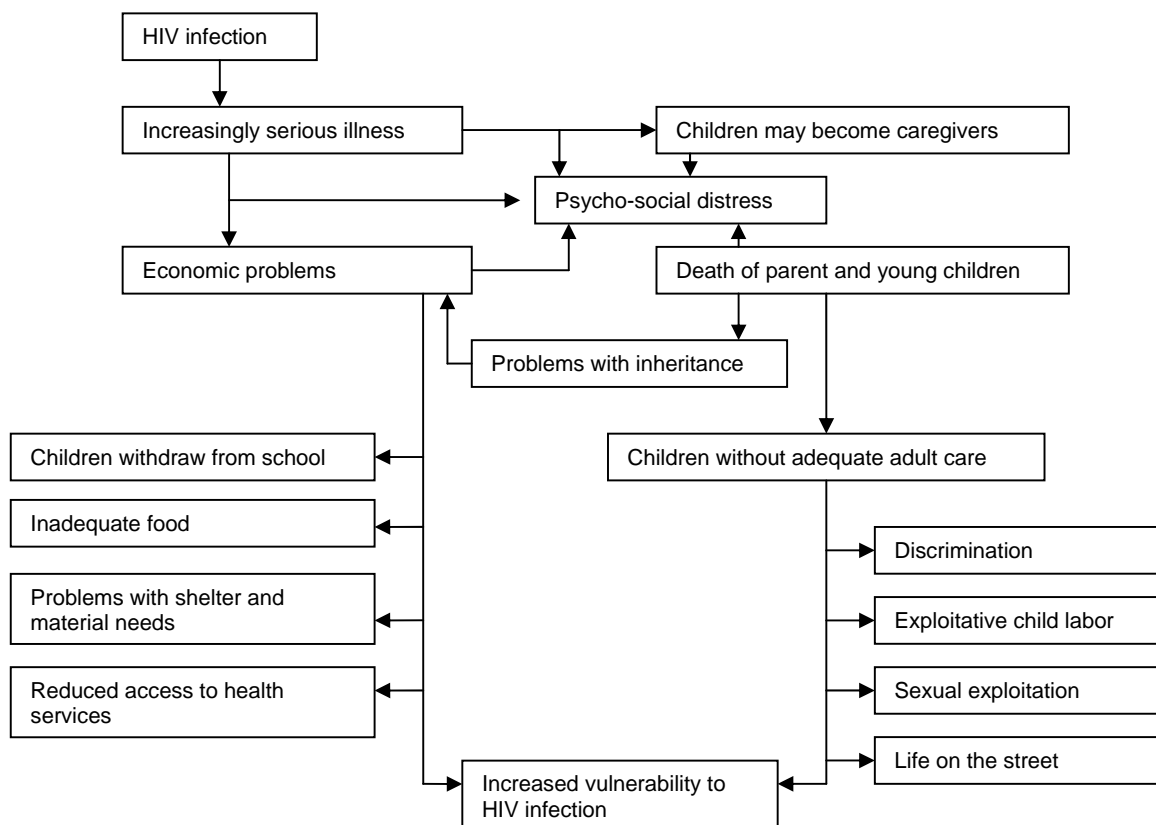 HIV infection
Increasingly serious illness
Children may become caregivers
Psycho-social distress
Economic problems
Death of parent and young children
Problems with inheritance
Children withdraw from school
Children without adequate adult care
Inadequate food
Discrimination
Problems with shelter and
material needs
Exploitative child labor
Reduced access to health
services
Sexual exploitation
Life on the street
Increased vulnerability to
HIV infection